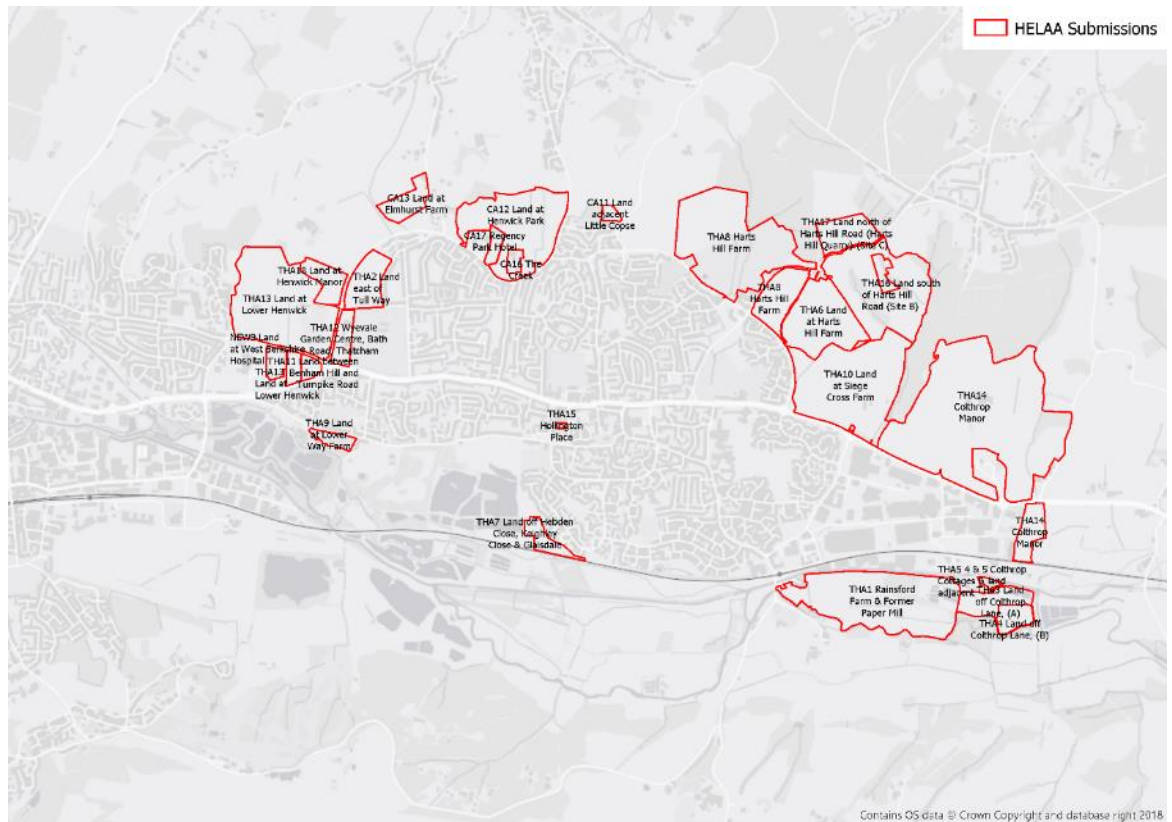 HELAA Submissions
CA13 Land at
Elmhurst Farm
CA12 Land at
Henwick Park
CA17 Regency
Park Hotel
CA16 The
Creek
CA11 Land
adjacent
Little Copse
THA8 Harts
Hill Farm
THA17 Land north of
Harts Hill Road (Harts
Hill Quarry) (Site C)
THA8
Harts Hill
Farm
THA6 Land
at Harts
Hill Farm
THA16 Land south
of Harts Hill
Road (Site B)
Land at
Henwick Manor
THA2 Land
east of
Tull Way
THA13 Land at
Lower Henwick
THA12 Wyevale
Garden Centre, Bath
Road, Thatcham
NEW9 Land
at West Berkshire
Hospital
THA11 Land between
Benham Hill and
Turnpike Road
THA13
Land at
Lower Henwick
THA10 Land
at Siege
Cross Farm
THA14
Colthrop
Manor
THA9 Land
at Lower
Way Farm
THA15
Hollington
Place
THA7 Land off Hebden
Close, Keighley
Close & Glaisdale
THA14
Colthrop
Manor
THA5 4 & 5 Colthrop
Cottages & land
adjacent
THA3 Land
off Colthrop
Lane, (A)
THA4 Land off
Colthrop Lane, (B)
THA1 Rainsford
Farm & Former
Paper Mill
Contains OS data © Crown Copyright and database right 2018